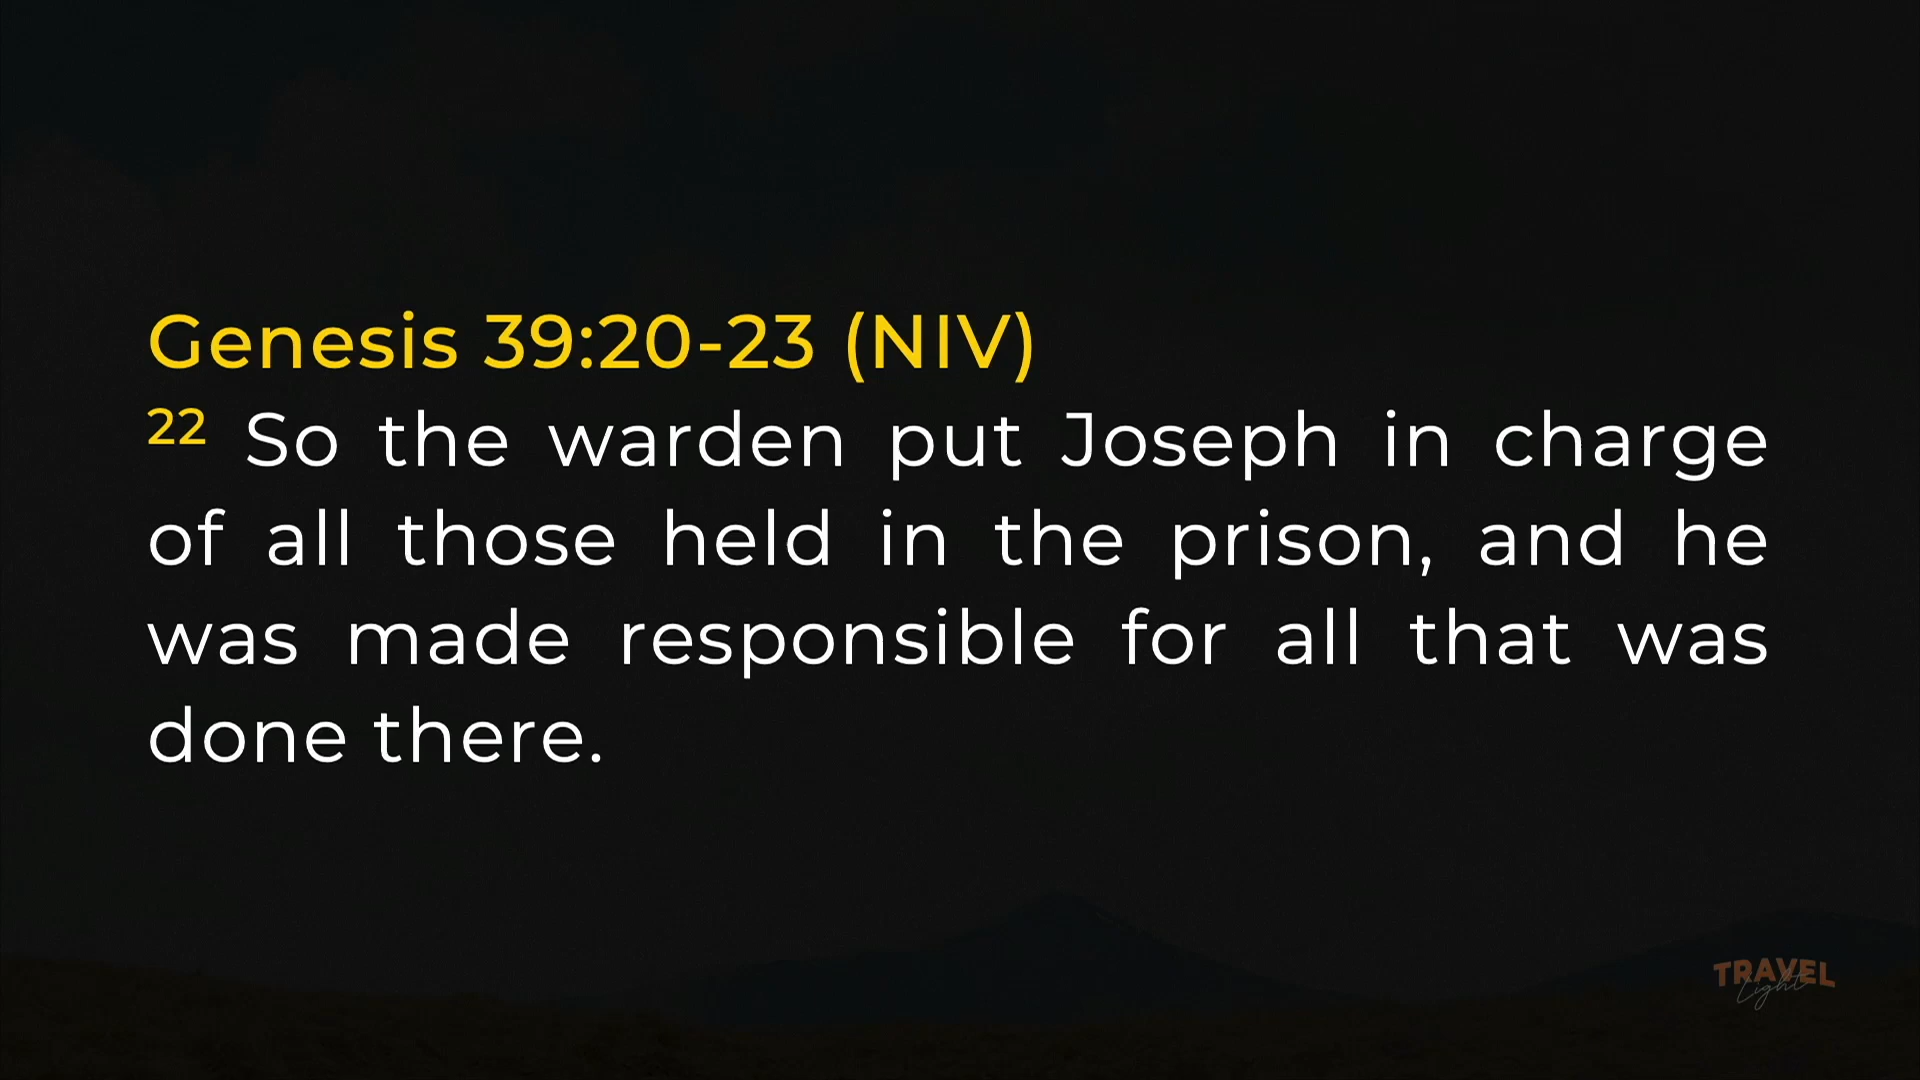 Genesis 39:20-23 (NIV)
22 So the warden put Joseph in charge
of all those held in the prison, and he
was made responsible for all that was
done there.
TRAVEL
Light